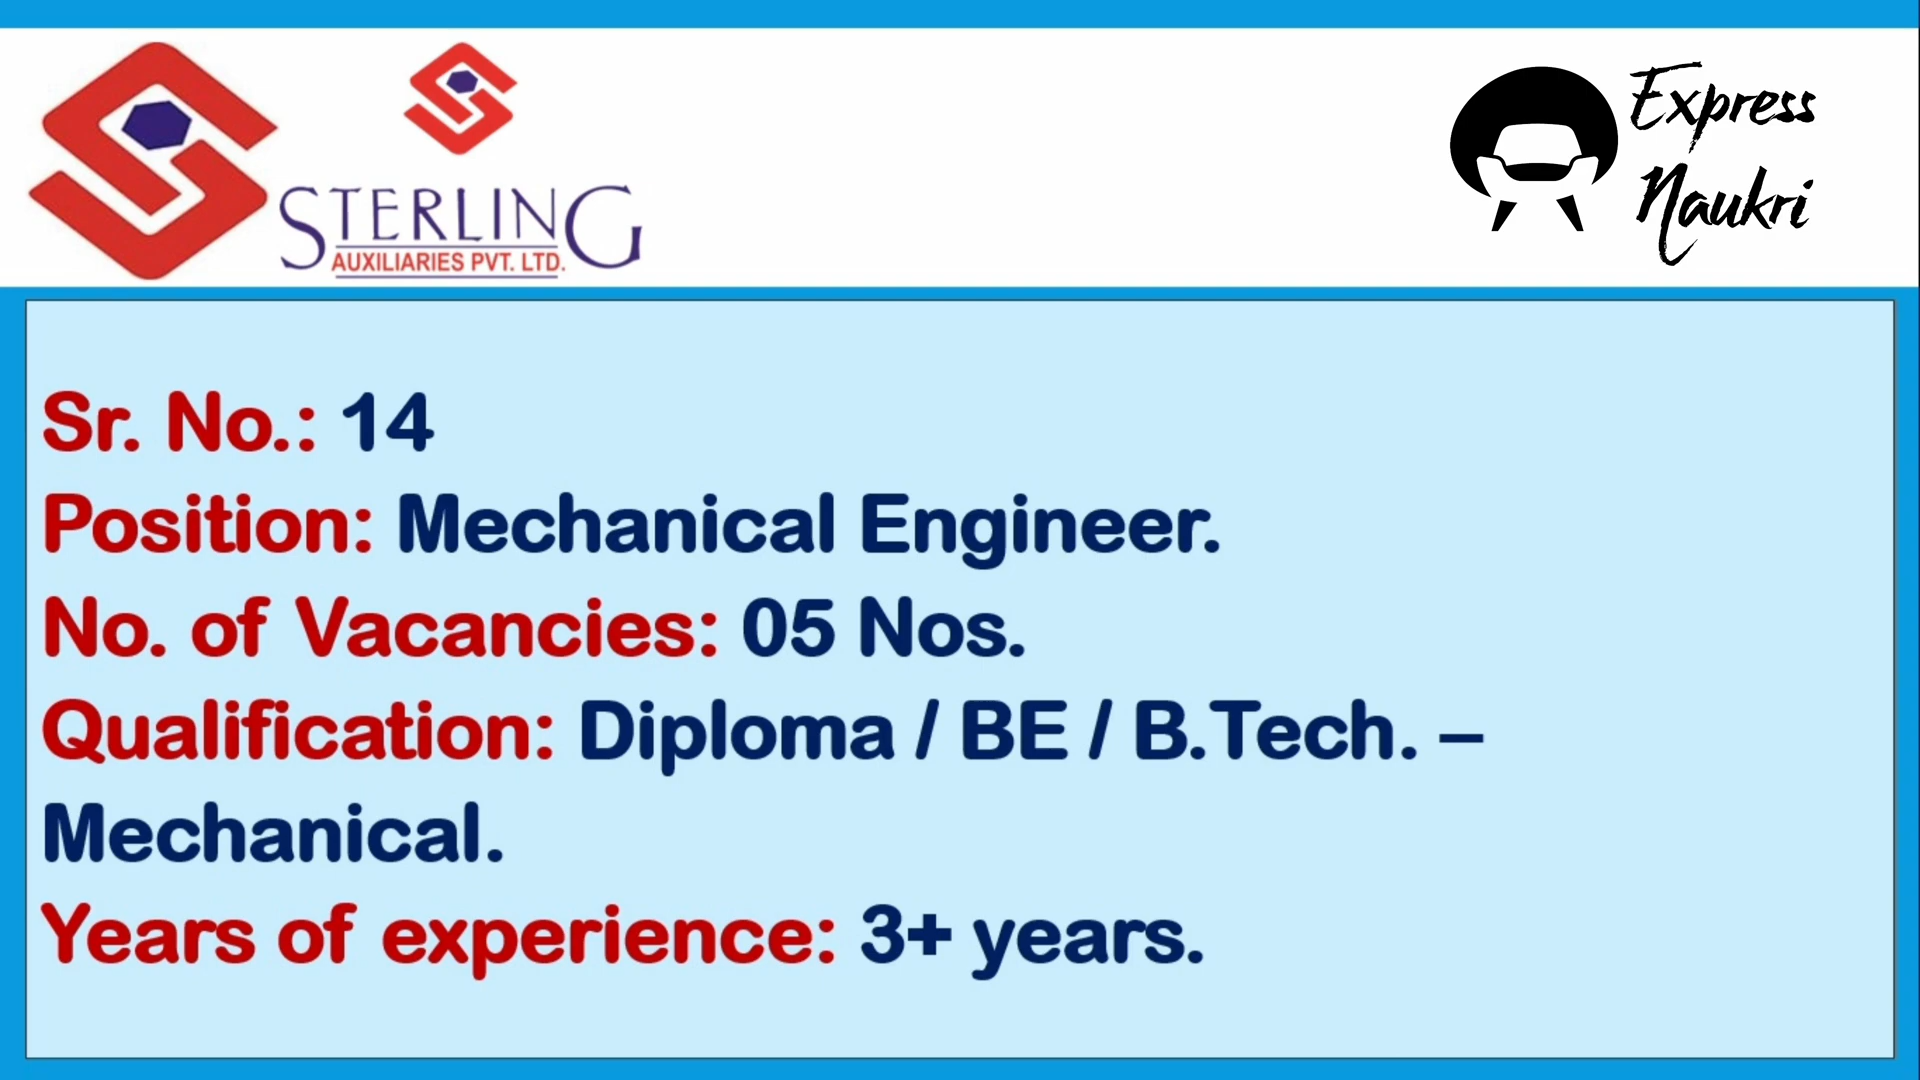 STERLING
AUXILIARIES PVT. LTD.
Express
Naukri
Sr. No.: 14
Position: Mechanical Engineer.
No. of Vacancies: 05 Nos.
Qualification: Diploma / BE / B.Tech. –
Mechanical.
Years of experience: 3+ years.